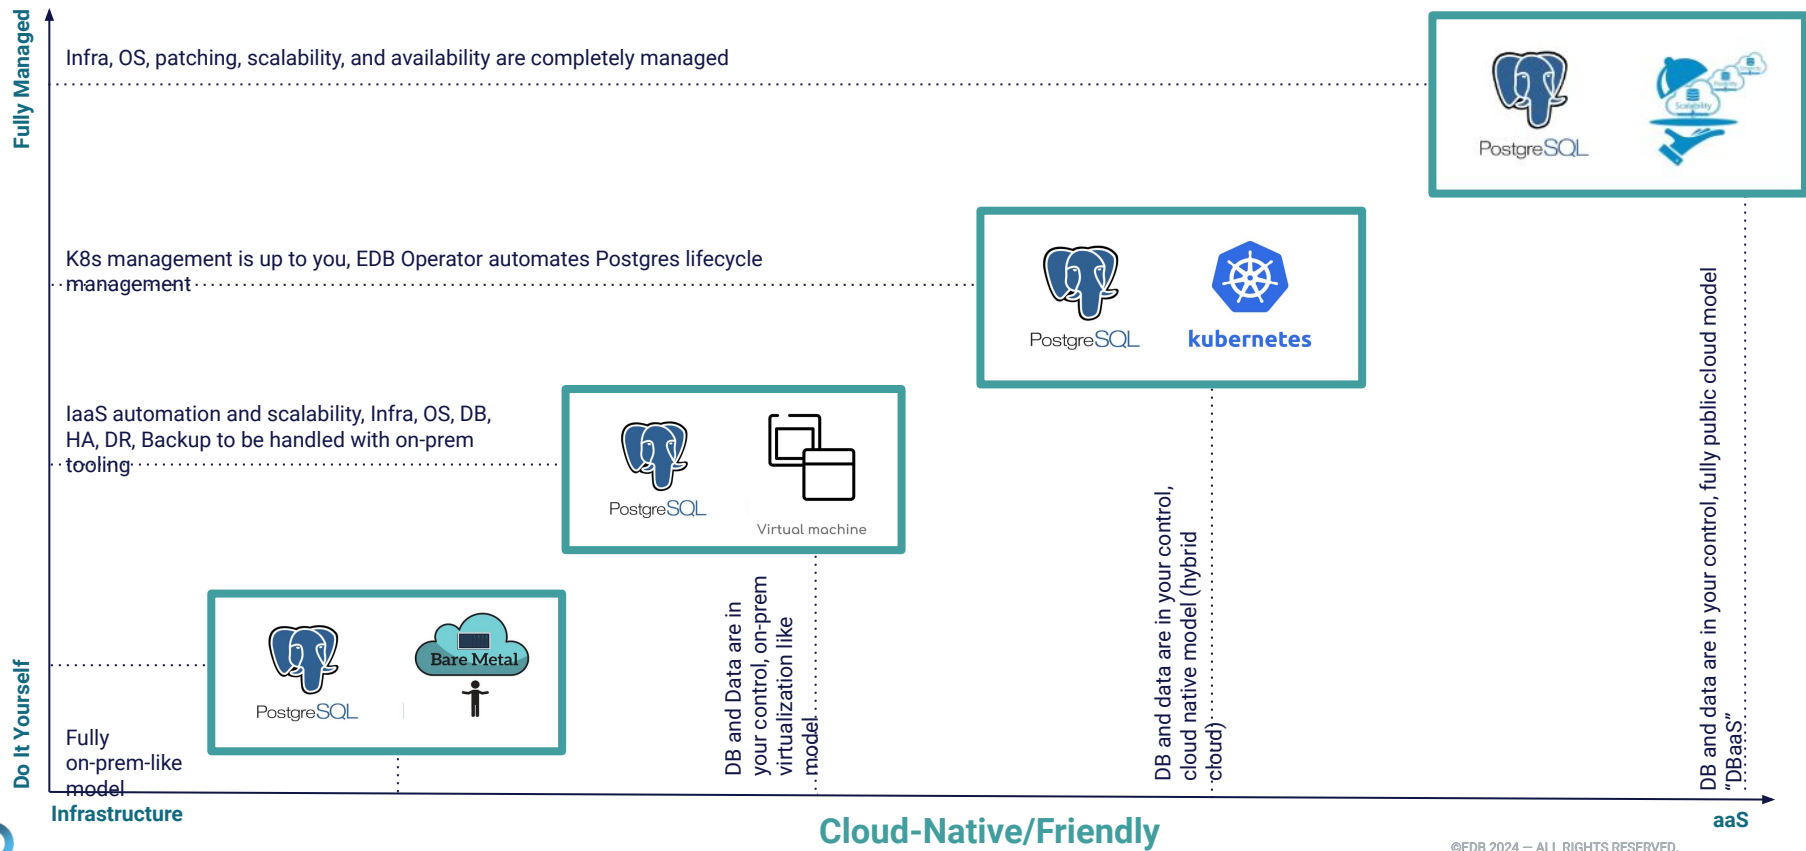 Fully Managed
Infra, OS, patching, scalability, and availability are completely managed
PostgreSQL
Scalability
K8s management is up to you, EDB Operator automates Postgres lifecycle
management
PostgreSQL
kubernetes
IaaS automation and scalability, Infra, OS, DB,
HA, DR, Backup to be handled with on-prem
tooling
PostgreSQL
Virtual machine
PostgreSQL
Bare Metal
Do It Yourself
Fully
on-prem-like
model
DB and Data are in
your control, on-prem
virtualization like
model
DB and data are in your control,
cloud native model (hybrid
cloud)
DB and data are in your control, fully public cloud model
“DBaaS”
Infrastructure
Cloud-Native/Friendly
aaS
©EDB 2024 — ALL RIGHTS RESERVED.